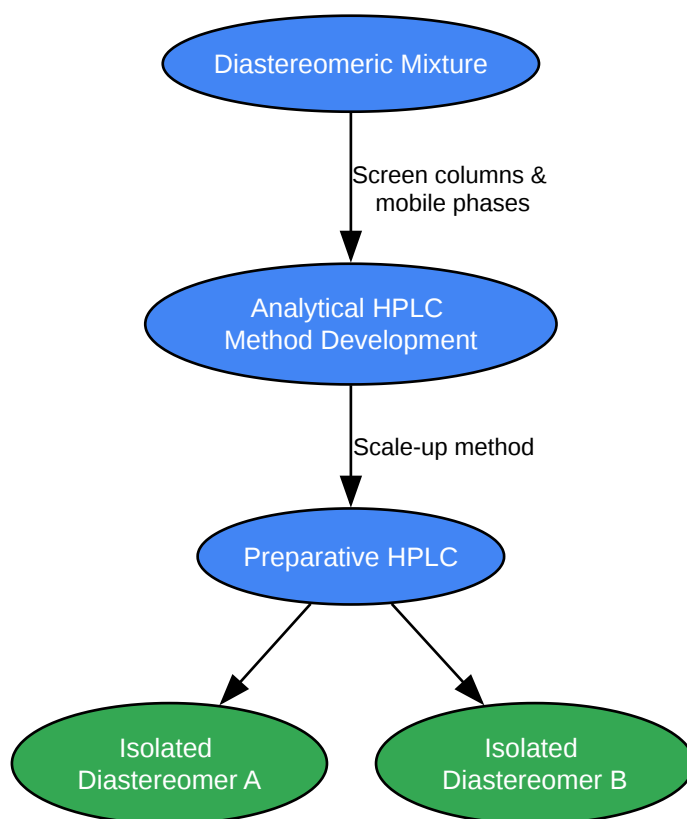 Diastereomeric Mixture
Screen columns &
mobile phases
Analytical HPLC
Method Development
Scale-up method
Preparative HPLC
Isolated
Diastereomer A
Isolated
Diastereomer B